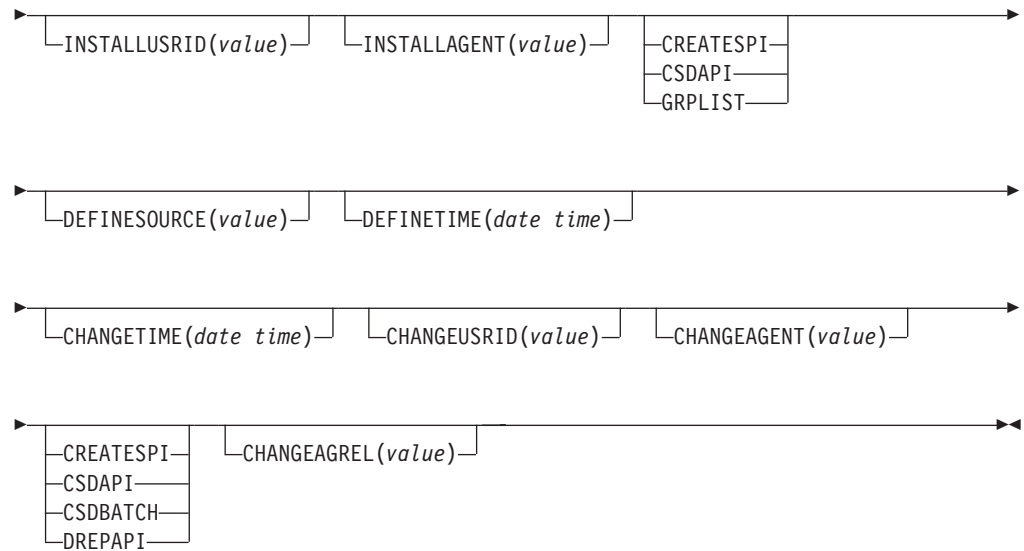 INSTALLUSRID(value) INSTALLAGENT(value) CREATESPI
CSDAPI
GRPLIST
DEFINESOURCE(value) DEFINETIME(date time)
CHANGETIME(date time) CHANGEUSRID(value) CHANGEAGENT(value)
CREATESPI CHANGEAGREL(value)
CSDAPI
CSDBATCH
DREPAPI